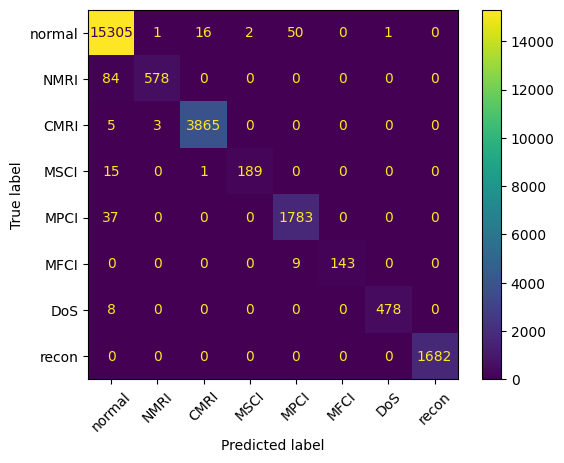 normal 15305 1 16 2 50 0 1 0
NMRI 84 578 0 0 0 0 0 0
CMRI 5 3 3865 0 0 0 0 0
MSCI 15 0 1 189 0 0 0 0
MPCI 37 0 0 0 1783 0 0 0
MFCI 0 0 0 0 9 143 0 0
DoS 8 0 0 0 0 0 478 0
recon 0 0 0 0 0 0 0 1682
normal NMRI CMRI MSCI MPCI MFCI DoS recon
Predicted label
True label
14000
12000
10000
8000
6000
4000
2000
0